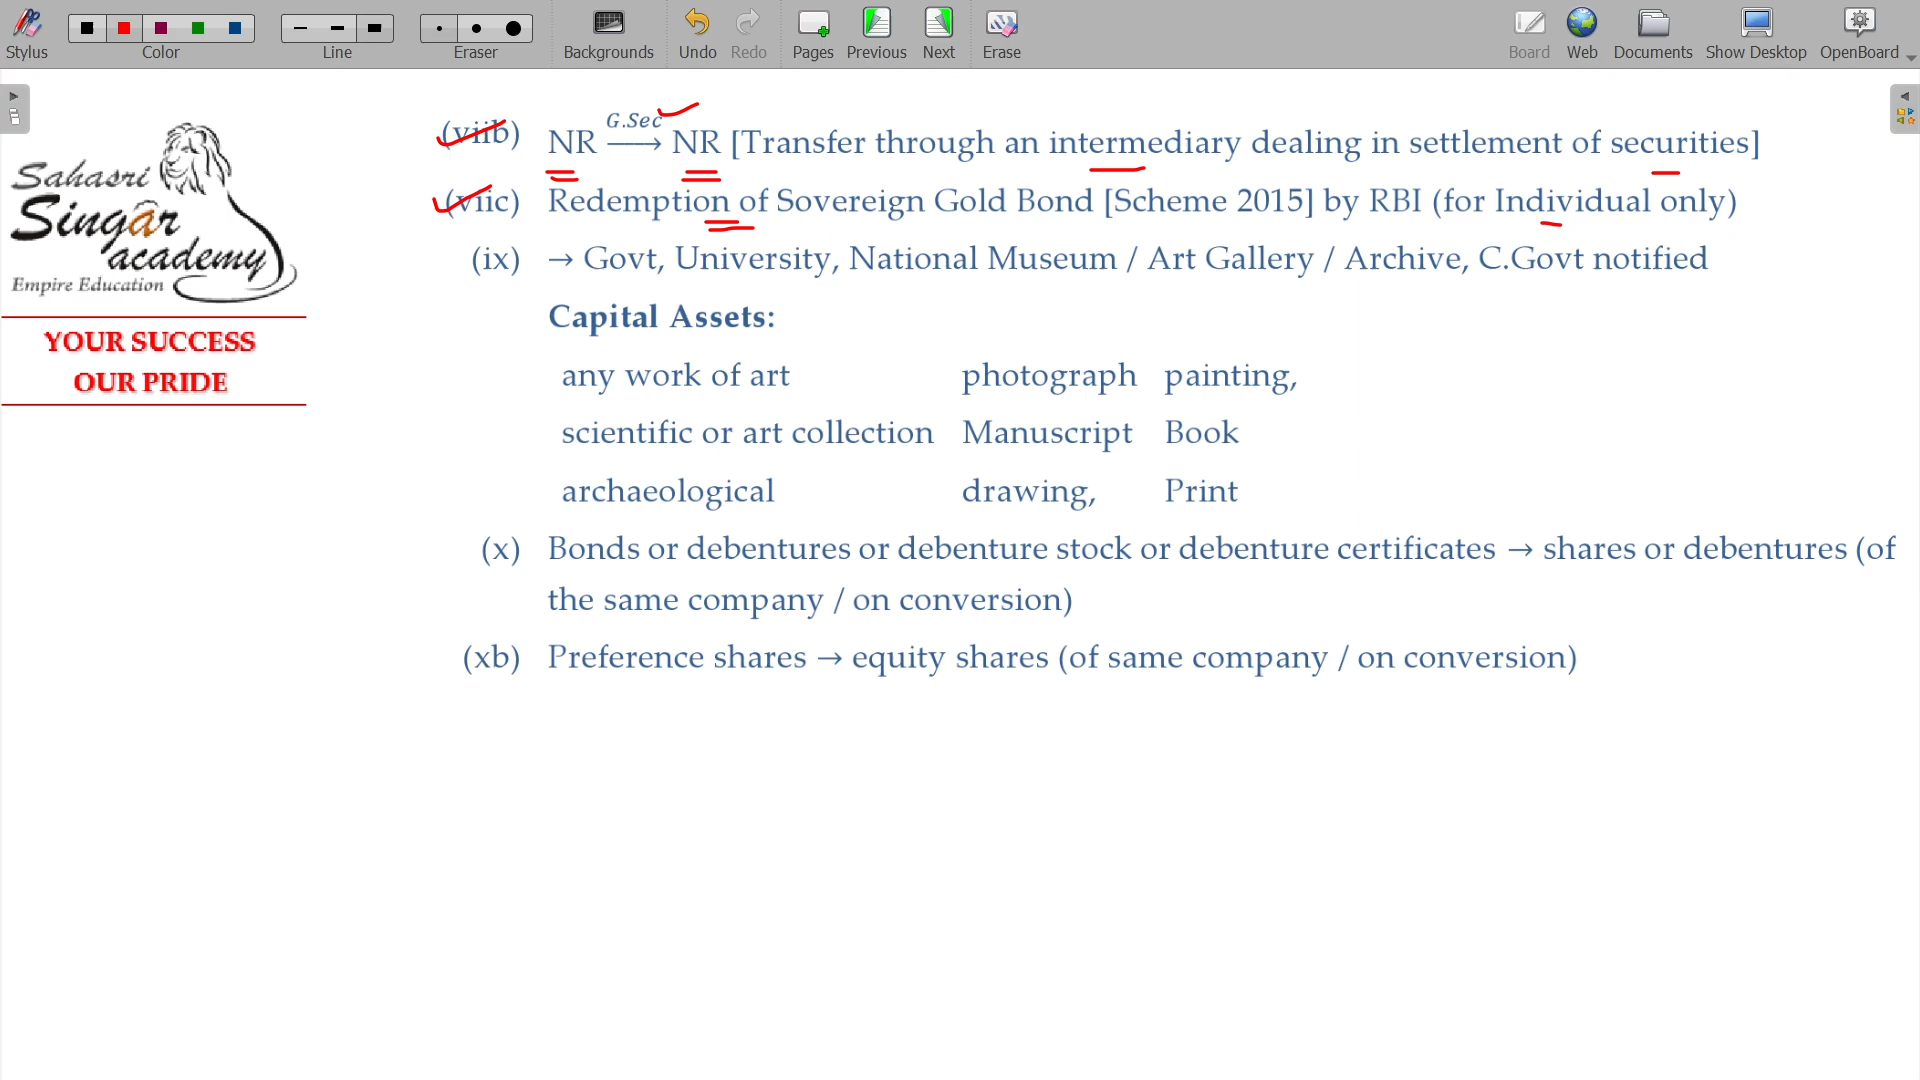 Stylus
Color
Line
Eraser
Backgrounds
Undo
Redo
Pages
Previous
Next
Erase
Board
Web
Documents
Show Desktop
OpenBoard
Sahasri
Singar
academy
Empire Education
YOUR SUCCESS
OUR PRIDE
(viib) NR G.Sec → NR [Transfer through an intermediary dealing in settlement of securities]
(viic) Redemption of Sovereign Gold Bond [Scheme 2015] by RBI (for Individual only)
(ix) → Govt, University, National Museum / Art Gallery / Archive, C.Govt notified
Capital Assets:
any work of art photograph painting,
scientific or art collection Manuscript Book
archaeological drawing, Print
(x) Bonds or debentures or debenture stock or debenture certificates → shares or debentures (of
the same company / on conversion)
(xb) Preference shares → equity shares (of same company / on conversion)